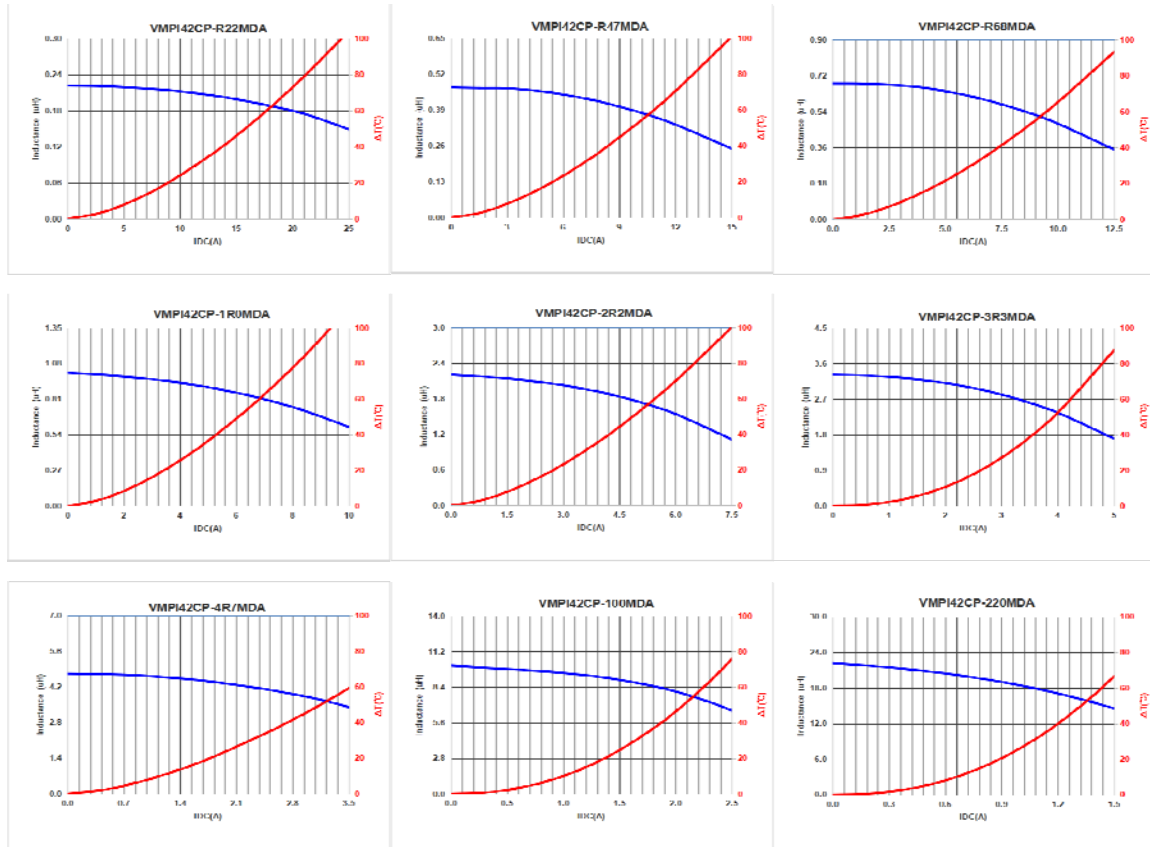 VMPI42CP-R22MDA
0.30 100
0.24 80
0.18 60
0.12 40
0.06 20
0.00 0
Inductance (uH)
ΔT(℃)
0 5 10 15 20 25
IDC(A)
VMPI42CP-R47MDA
0.65 100
0.52 80
0.39 60
0.26 40
0.13 20
0.00 0
Inductance (uH)
ΔT(℃)
0 3 6 9 12 15
IDC(A)
VMPI42CP-R68MDA
0.90 100
0.72 80
0.54 60
0.36 40
0.18 20
0.00 0
Inductance (uH)
ΔT(℃)
0.0 2.5 5.0 7.5 10.0 12.5
IDC(A)
VMPI42CP-1R0MDA
1.35 100
1.08 80
0.81 60
0.54 40
0.27 20
0.00 0
Inductance (uH)
ΔT(℃)
0 2 4 6 8 10
IDC(A)
VMPI42CP-2R2MDA
3.0 100
2.4 80
1.8 60
1.2 40
0.6 20
0.0 0
Inductance (uH)
ΔT(℃)
0.0 1.5 3.0 4.5 6.0 7.5
IDC(A)
VMPI42CP-3R3MDA
4.5 100
3.6 80
2.7 60
1.8 40
0.9 20
0.0 0
Inductance (uH)
ΔT(℃)
0 1 2 3 4 5
IDC(A)
VMPI42CP-4R7MDA
7.0 100
5.6 80
4.2 60
2.8 40
1.4 20
0.0 0
Inductance (uH)
ΔT(℃)
0.0 0.7 1.4 2.1 2.8 3.5
IDC(A)
VMPI42CP-100MDA
14.0 100
11.2 80
8.4 60
5.6 40
2.8 20
0.0 0
Inductance (uH)
ΔT(℃)
0.0 0.5 1.0 1.5 2.0 2.5
IDC(A)
VMPI42CP-220MDA
30.0 100
24.0 80
18.0 60
12.0 40
6.0 20
0.0 0
Inductance (uH)
ΔT(℃)
0.0 0.3 0.6 0.9 1.2 1.5
IDC(A)